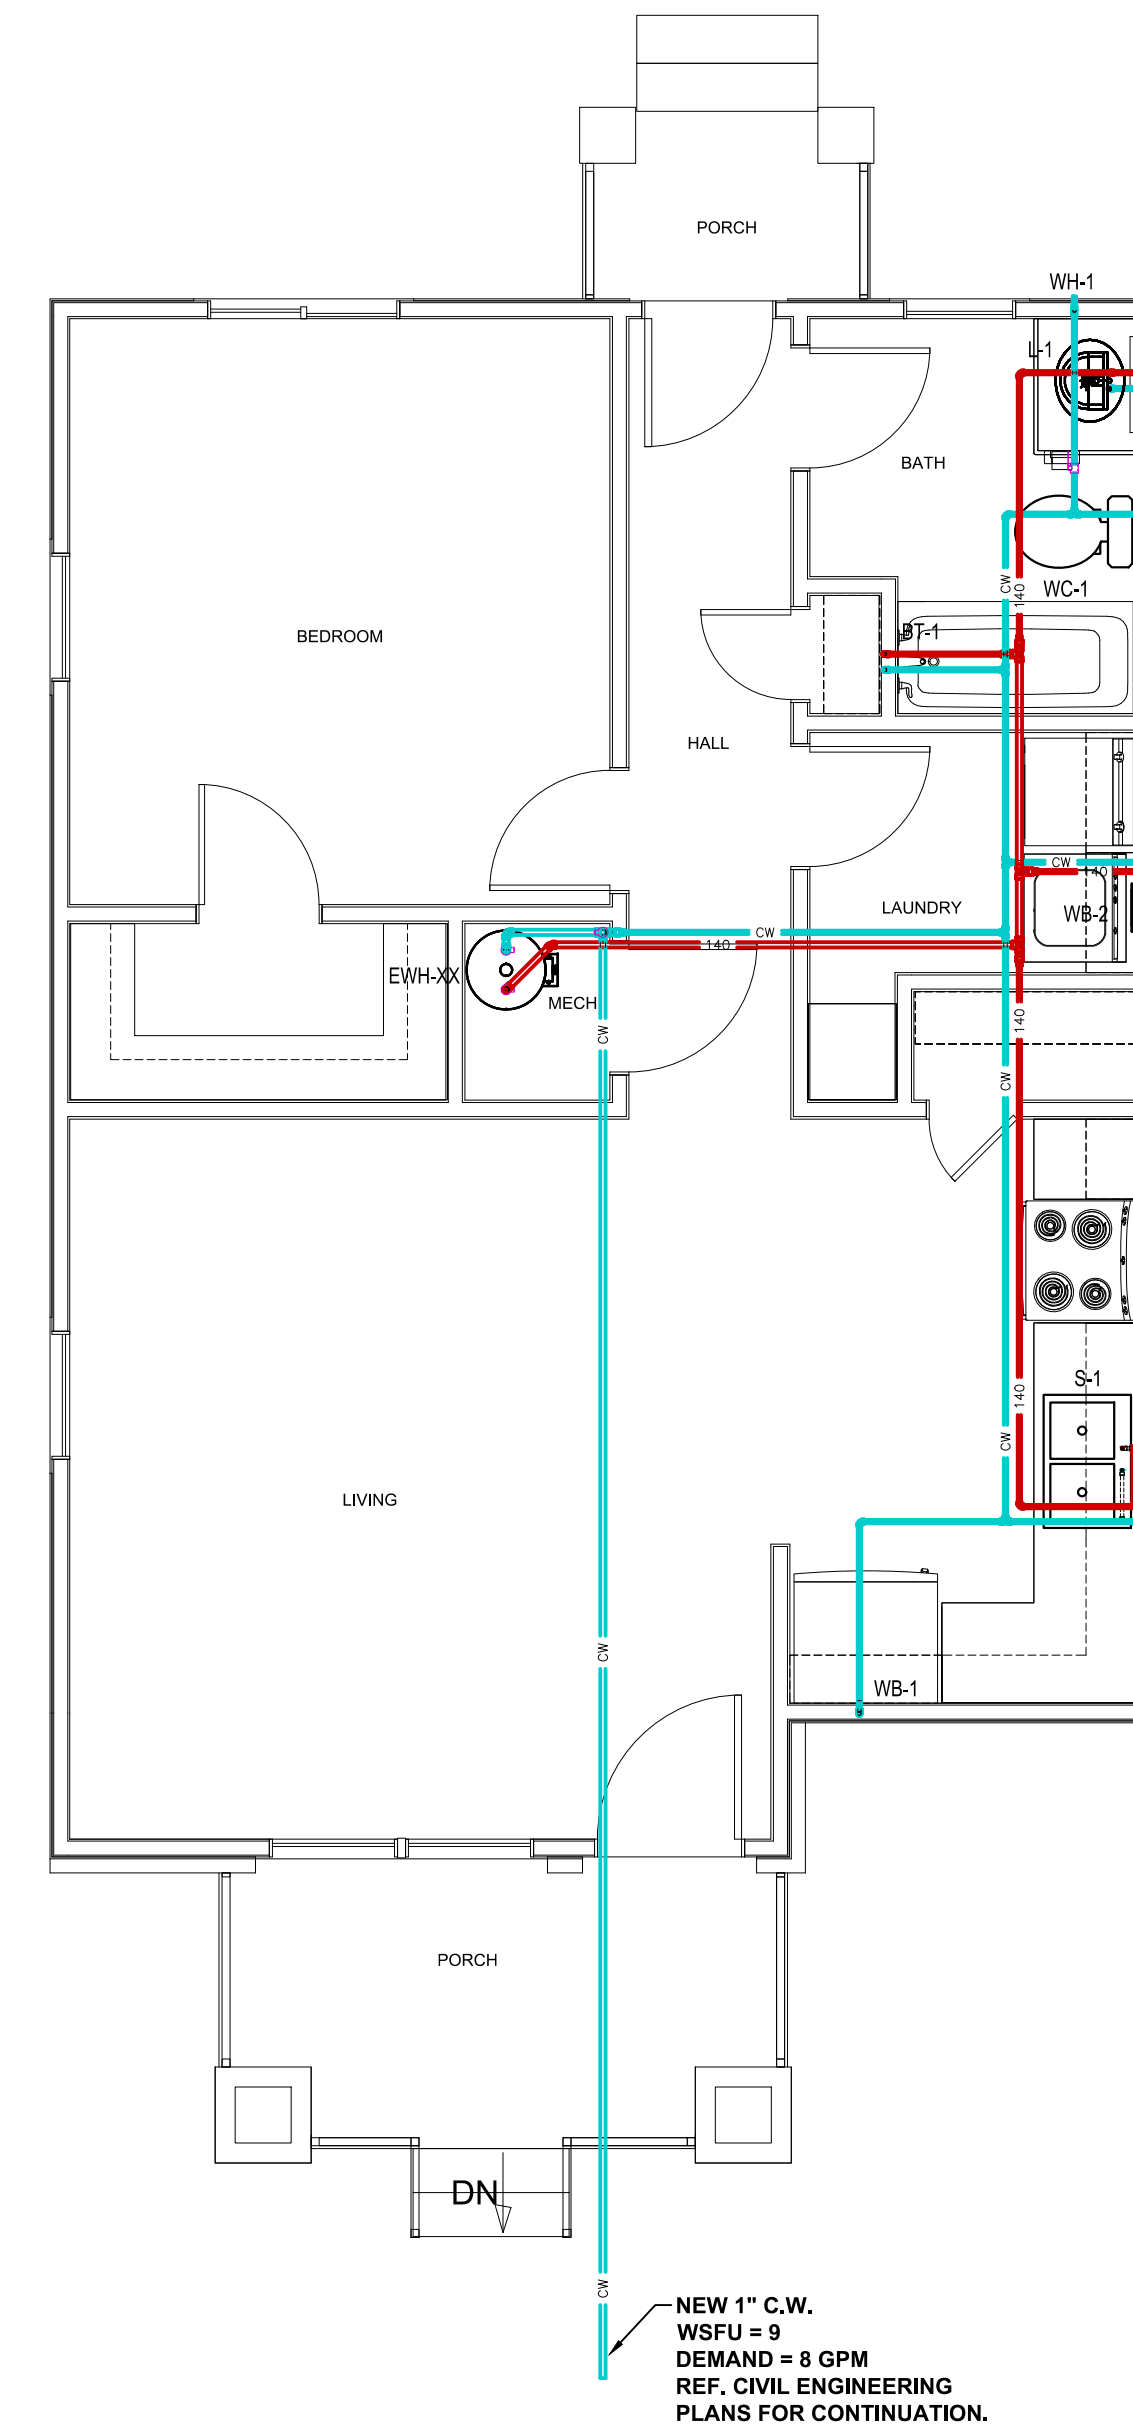 PORCH
WH-1
L-1
BATH
CW
140
WC-1
BT-1
BEDROOM
HALL
CW
140
WB-2
LAUNDRY
CW
140
EWH-XX
MECH
CW
140
CW
S-1
140
CW
LIVING
CW
WB-1
PORCH
DN
CW
NEW 1" C.W.
WSFU = 9
DEMAND = 8 GPM
REF. CIVIL ENGINEERING
PLANS FOR CONTINUATION.